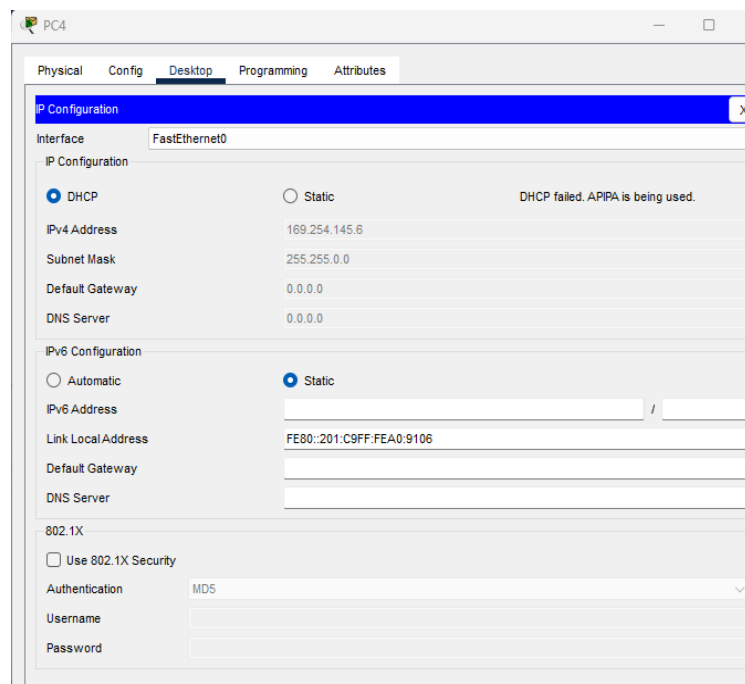 PC4
Physical Config Desktop Programming Attributes
IP Configuration X
Interface FastEthernet0
IP Configuration
DHCP Static DHCP failed. APIPA is being used.
IPv4 Address 169.254.145.6
Subnet Mask 255.255.0.0
Default Gateway 0.0.0.0
DNS Server 0.0.0.0
IPv6 Configuration
Automatic Static
IPv6 Address /
Link Local Address FE80::201:C9FF:FEA0:9106
Default Gateway
DNS Server
802.1X
Use 802.1X Security
Authentication MD5
Username
Password